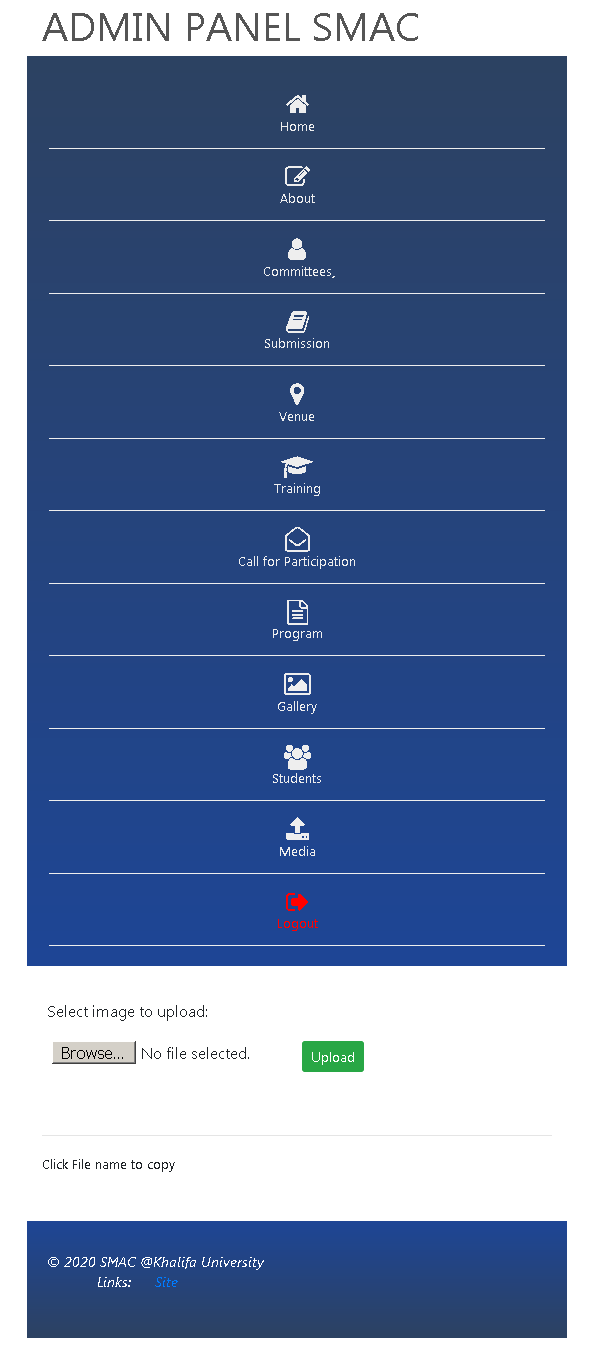 ADMIN PANEL SMAC
Home
About
Committees,
Submission
Venue
Training
Call for Participation
Program
Gallery
Students
Media
Logout
Select image to upload:
Browse... No file selected. Upload
Click File name to copy
© 2020 SMAC @Khalifa University
Links: Site